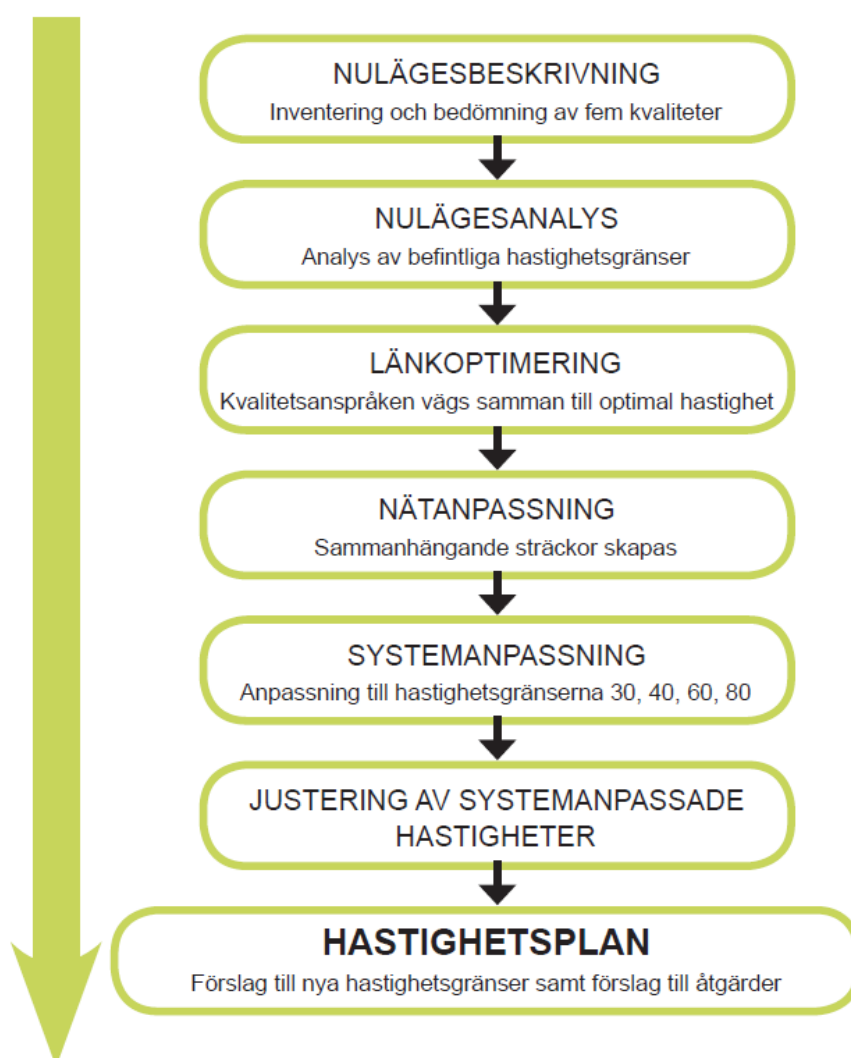 NULÄGESBESKRIVNING
Inventering och bedömning av fem kvaliteter
NULÄGESANALYS
Analys av befintliga hastighetsgränser
LÄNKOPTIMERING
Kvalitetsanspråken vägs samman till optimal hastighet
NÄTANPASSNING
Sammanhängande sträckor skapas
SYSTEMANPASSNING
Anpassning till hastighetsgränserna 30, 40, 60, 80
JUSTERING AV SYSTEMANPASSADE
HASTIGHETER
HASTIGHETSPLAN
Förslag till nya hastighetsgränser samt förslag till åtgärder